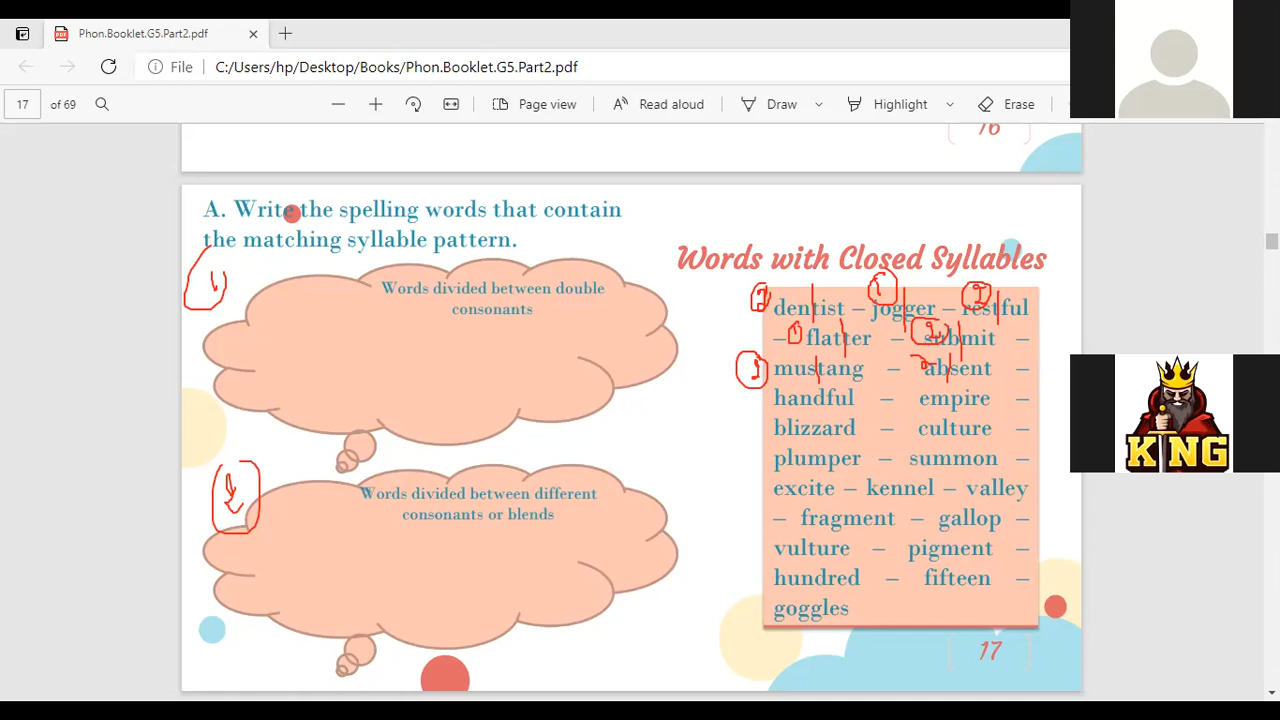 Phon.Booklet.G5.Part2.pdf
File C:/Users/hp/Desktop/Books/Phon.Booklet.G5.Part2.pdf
17 of 69 Page view Read aloud Draw Highlight Erase
16
A. Write the spelling words that contain
the matching syllable pattern.
Words divided between double
consonants
Words divided between different
consonants or blends
Words with Closed Syllables
dentist – jogger – restful
– flatter – submit –
mustang – absent –
handful – empire –
blizzard – culture –
plumper – summon –
excite – kennel – valley
– fragment – gallop –
vulture – pigment –
hundred – fifteen –
goggles
17
KING